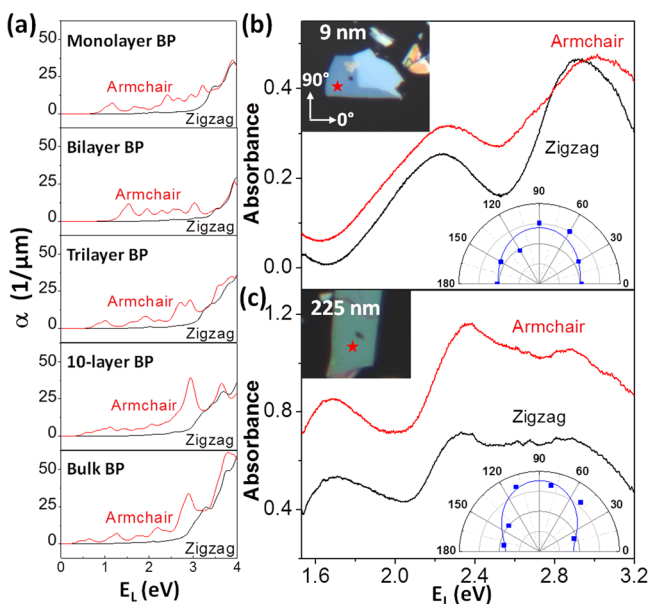 (a)
50
Monolayer BP
Armchair
25
0
Zigzag
50
Bilayer BP
25
Armchair
0
Zigzag
50
Trilayer BP
25
Armchair
0
Zigzag
50
10-layer BP
25
Armchair
0
Zigzag
50
Bulk BP
25
Armchair
0
Zigzag
0 1 2 3 4
E_L (eV)
α (1/μm)
(b)
9 nm
90°
0°
Armchair
Zigzag
0.4
0.2
0.0
Absorbance
90
120 60
150 30
180 0
(c)
225 nm
Armchair
Zigzag
1.2
0.8
0.4
Absorbance
90
120 60
150 30
180 0
1.6 2.0 2.4 2.8 3.2
E_L (eV)